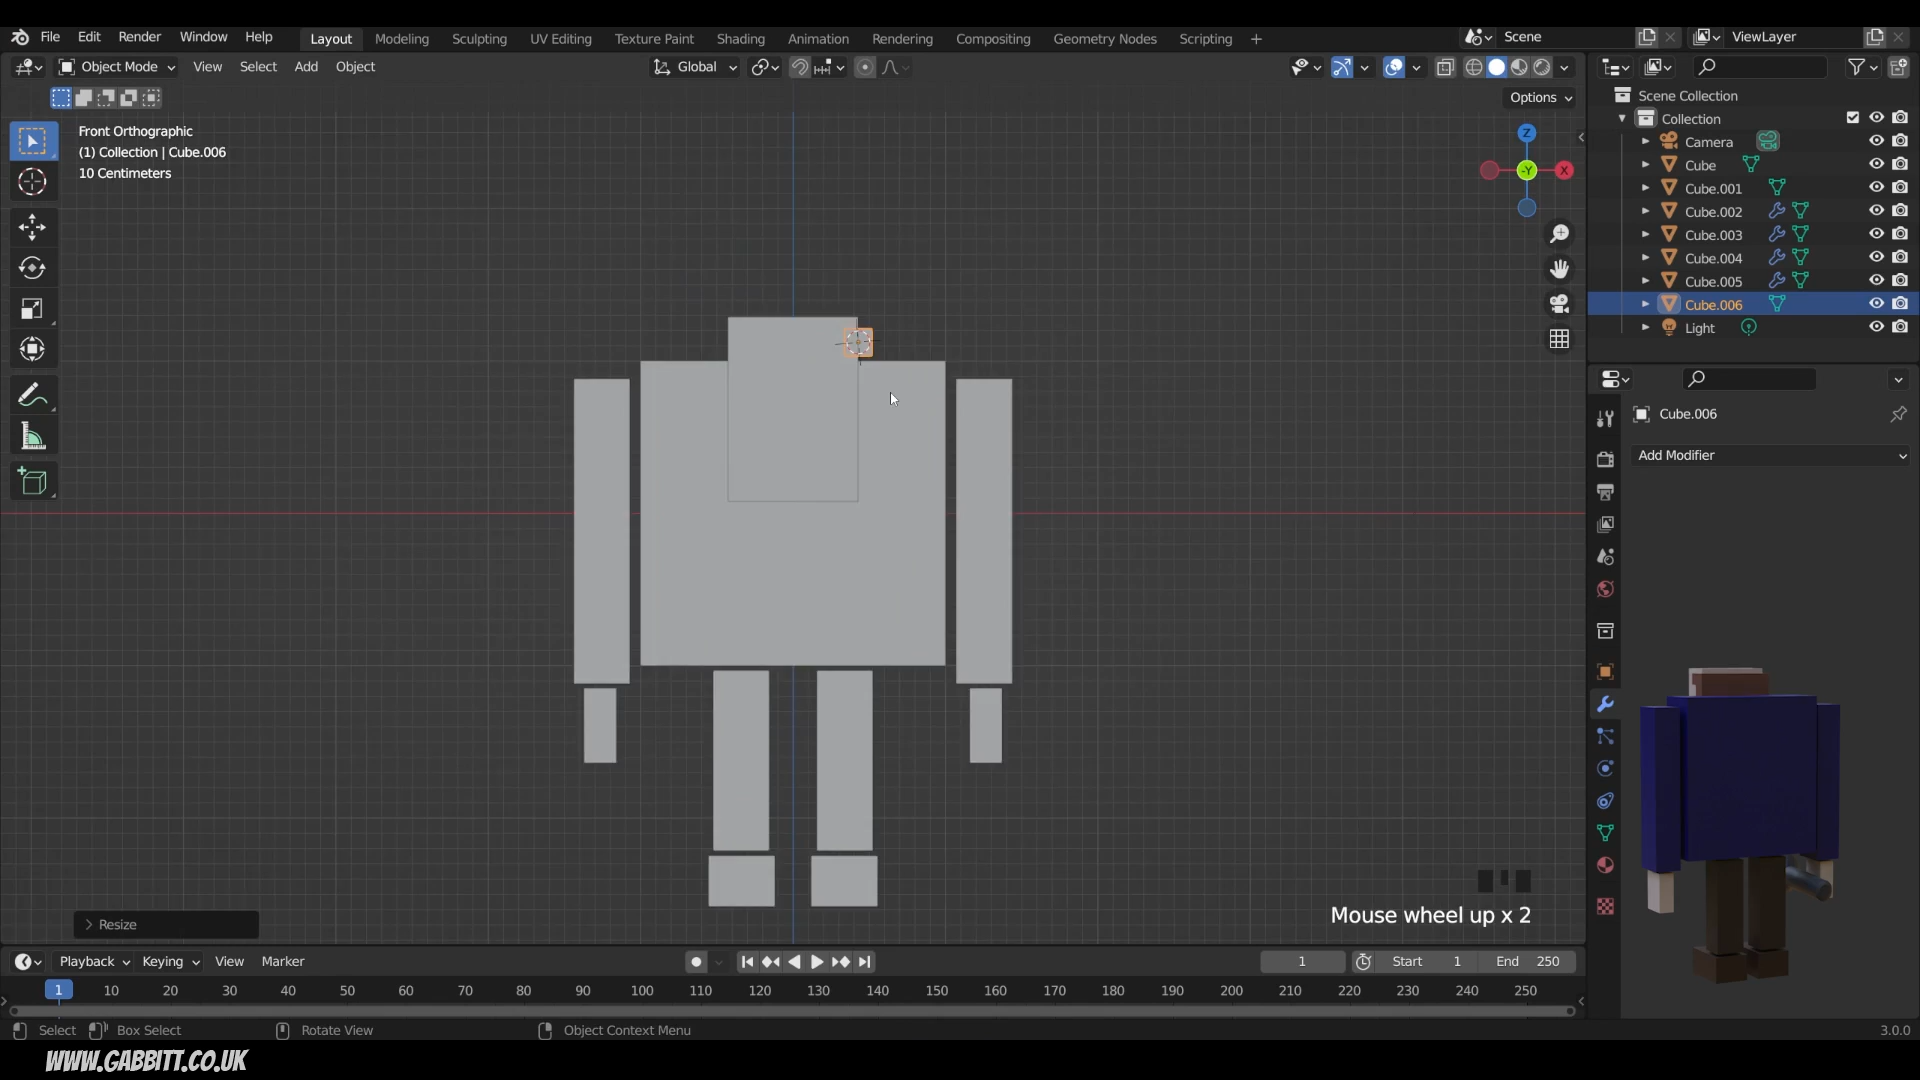 File Edit Render Window Help Layout Modeling Sculpting UV Editing Texture Paint Shading Animation Rendering Compositing Geometry Nodes Scripting + Scene ViewLayer
Object Mode View Select Add Object Global
Options
Front Orthographic
(1) Collection | Cube.006
10 Centimeters
Z
-Y
X
Scene Collection
Collection
Camera
Cube
Cube.001
Cube.002
Cube.003
Cube.004
Cube.005
Cube.006
Light
Cube.006
Add Modifier
Mouse wheel up x 2
Resize
Playback Keying View Marker 1 Start 1 End 250
1 10 20 30 40 50 60 70 80 90 100 110 120 130 140 150 160 170 180 190 200 210 220 230 240 250
Select Box Select Rotate View Object Context Menu 3.0.0
WWW.GABBITT.CO.UK